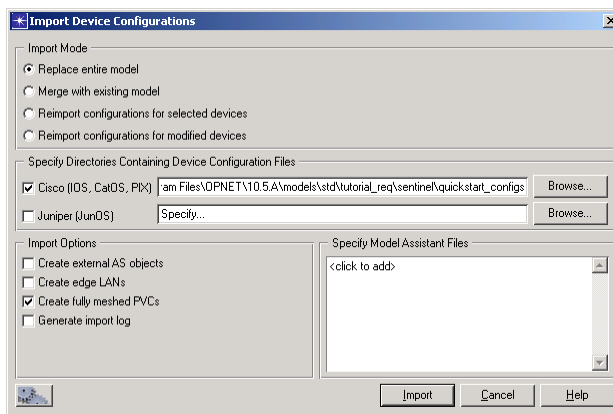 Import Device Configurations
Import Mode
Replace entire model
Merge with existing model
Reimport configurations for selected devices
Reimport configurations for modified devices
Specify Directories Containing Device Configuration Files
Cisco (IOS, CatOS, PIX) ram Files\OPNET\10.5.A\models\std\tutorial_req\sentinel\quickstart_configs Browse...
Juniper (JunOS) Specify... Browse...
Import Options
Create external AS objects
Create edge LANs
Create fully meshed PVCs
Generate import log
Specify Model Assistant Files
<click to add>
Import Cancel Help